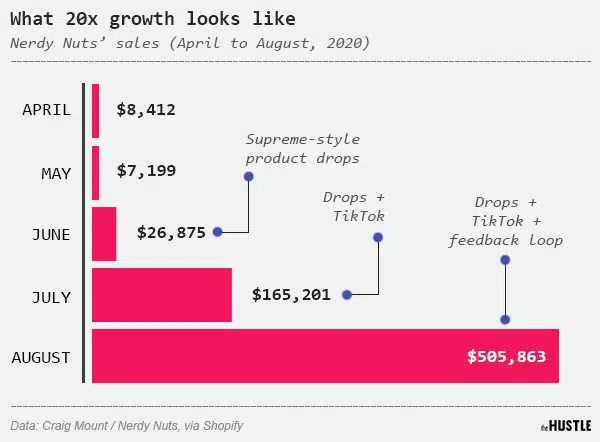 What 20x growth looks like
Nerdy Nuts’ sales (April to August, 2020)
APRIL $8,412
MAY $7,199
Supreme-style
product drops
JUNE $26,875
Drops +
TikTok
JULY $165,201
Drops +
TikTok +
feedback loop
AUGUST $505,863
Data: Craig Mount / Nerdy Nuts, via Shopify
the HUSTLE